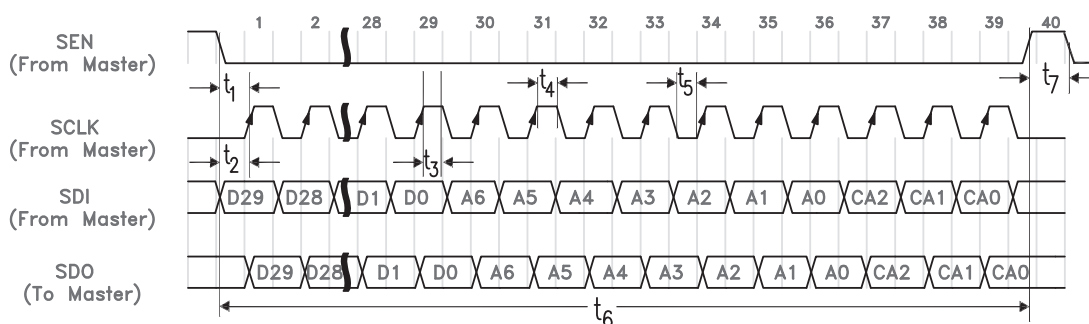 1 2 28 29 30 31 32 33 34 35 36 37 38 39 40
SEN
(From Master)
t1 t4 t5 t7
SCLK
(From Master)
t2 t3
SDI
(From Master)
D29 D28 D1 D0 A6 A5 A4 A3 A2 A1 A0 CA2 CA1 CA0
SDO
(To Master)
D29 D28 D1 D0 A6 A5 A4 A3 A2 A1 A0 CA2 CA1 CA0
t6